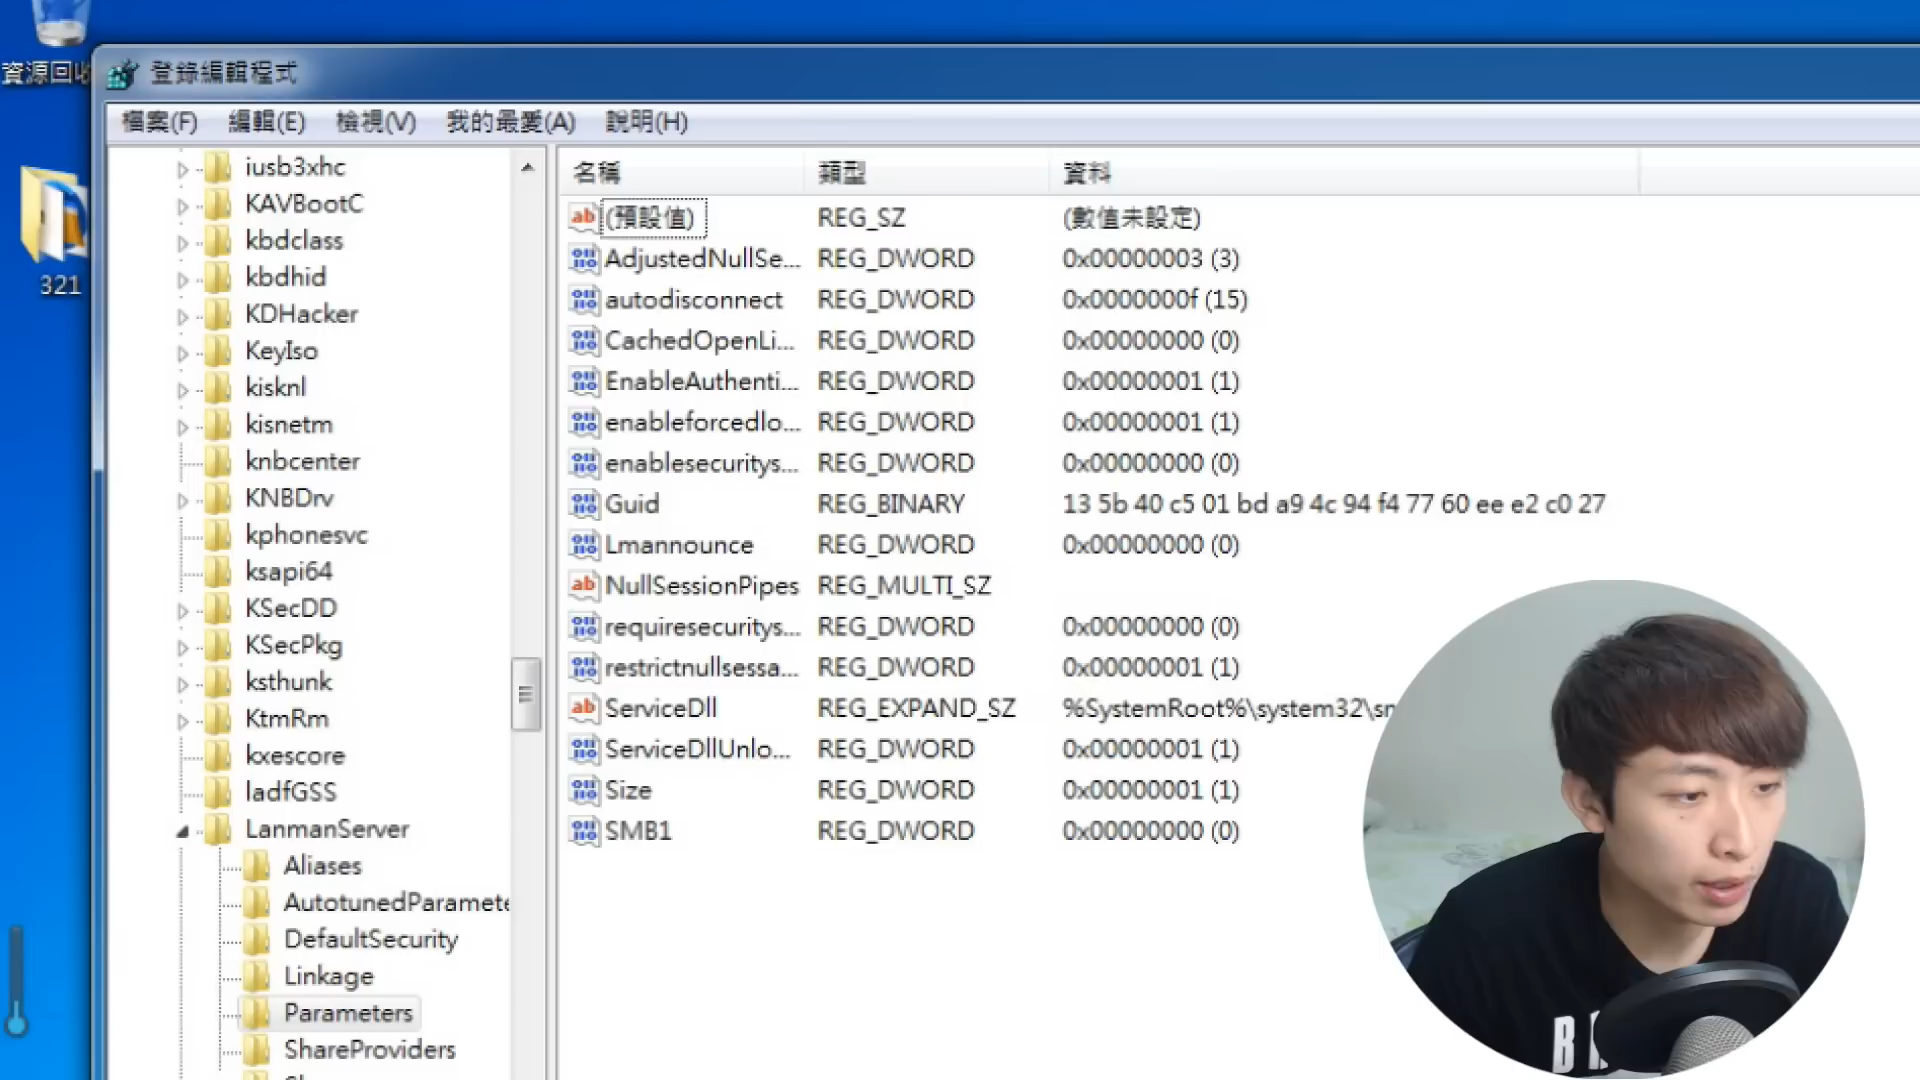 資源回收
登錄編輯程式
檔案(F) 編輯(E) 檢視(V) 我的最愛(A) 說明(H)
321
iusb3xhc
KAVBootC
kbdclass
kbdhid
KDHacker
KeyIso
kisknl
kisnetm
knbcenter
KNBDrv
kphonesvc
ksapi64
KSecDD
KSecPkg
ksthunk
KtmRm
kxescore
ladfGSS
LanmanServer
Aliases
AutotunedParamete
DefaultSecurity
Linkage
Parameters
ShareProviders
名稱 類型 資料
(預設值) REG_SZ (數值未設定)
AdjustedNullSe... REG_DWORD 0x00000003 (3)
autodisconnect REG_DWORD 0x0000000f (15)
CachedOpenLi... REG_DWORD 0x00000000 (0)
EnableAuthenti... REG_DWORD 0x00000001 (1)
enableforcedlo... REG_DWORD 0x00000001 (1)
enablesecuritys... REG_DWORD 0x00000000 (0)
Guid REG_BINARY 13 5b 40 c5 01 bd a9 4c 94 f4 77 60 ee e2 c0 27
Lmannounce REG_DWORD 0x00000000 (0)
NullSessionPipes REG_MULTI_SZ
requiresecuritys... REG_DWORD 0x00000000 (0)
restrictnullsessa... REG_DWORD 0x00000001 (1)
ServiceDll REG_EXPAND_SZ %SystemRoot%\system32\sr
ServiceDllUnlo... REG_DWORD 0x00000001 (1)
Size REG_DWORD 0x00000001 (1)
SMB1 REG_DWORD 0x00000000 (0)